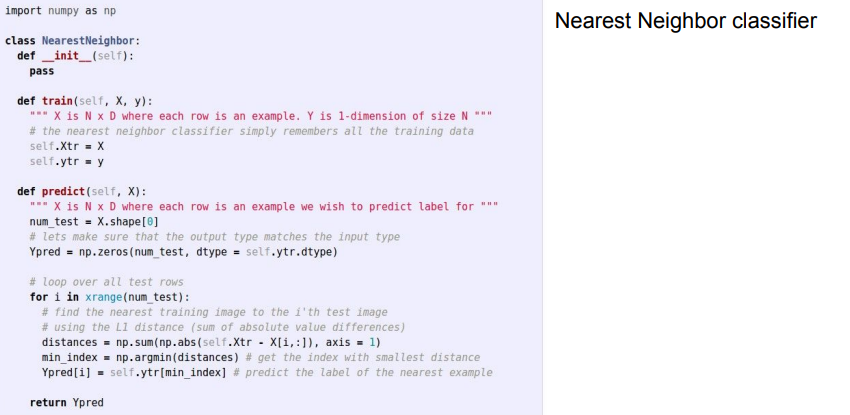 import numpy as np
class NearestNeighbor:
def __init__(self):
pass
def train(self, X, y):
""" X is N x D where each row is an example. Y is 1-dimension of size N """
# the nearest neighbor classifier simply remembers all the training data
self.Xtr = X
self.ytr = y
def predict(self, X):
""" X is N x D where each row is an example we wish to predict label for """
num_test = X.shape[0]
# lets make sure that the output type matches the input type
Ypred = np.zeros(num_test, dtype = self.ytr.dtype)
# loop over all test rows
for i in xrange(num_test):
# find the nearest training image to the i'th test image
# using the L1 distance (sum of absolute value differences)
distances = np.sum(np.abs(self.Xtr - X[i,:]), axis = 1)
min_index = np.argmin(distances) # get the index with smallest distance
Ypred[i] = self.ytr[min_index] # predict the label of the nearest example
return Ypred
Nearest Neighbor classifier